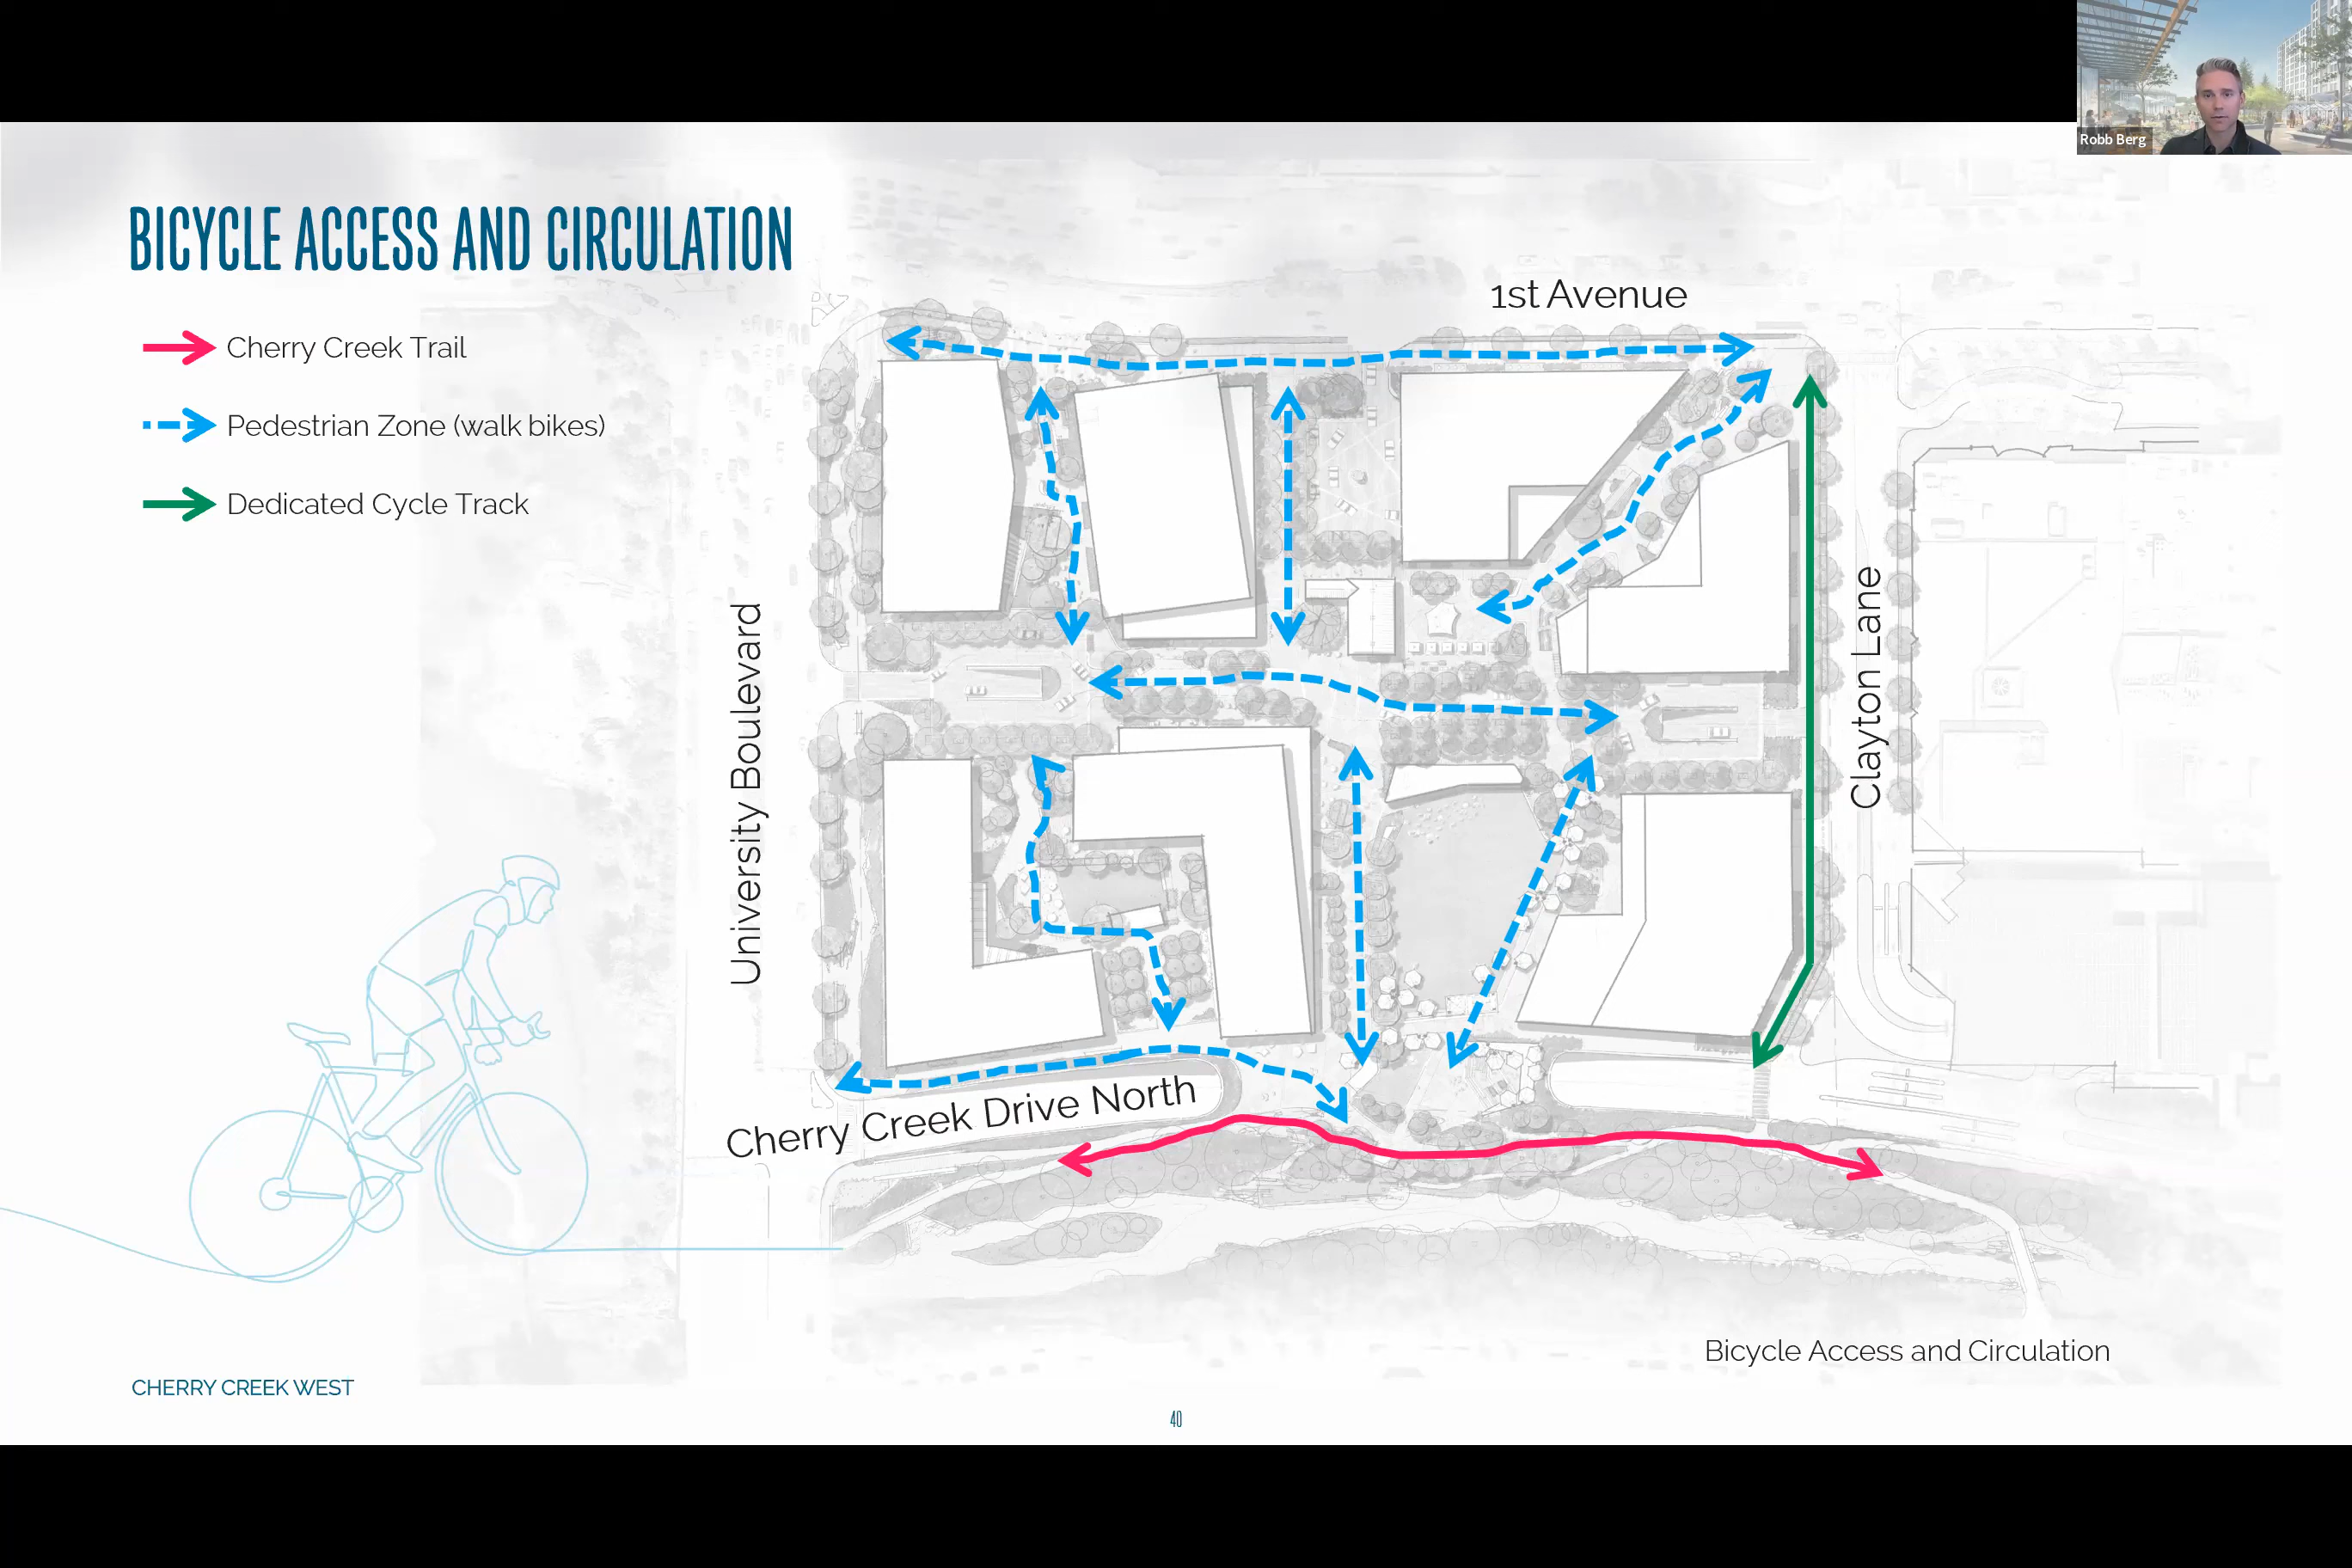 Robb Berg
BICYCLE ACCESS AND CIRCULATION
Cherry Creek Trail
Pedestrian Zone (walk bikes)
Dedicated Cycle Track
1st Avenue
University Boulevard
Clayton Lane
Cherry Creek Drive North
Bicycle Access and Circulation
CHERRY CREEK WEST
40